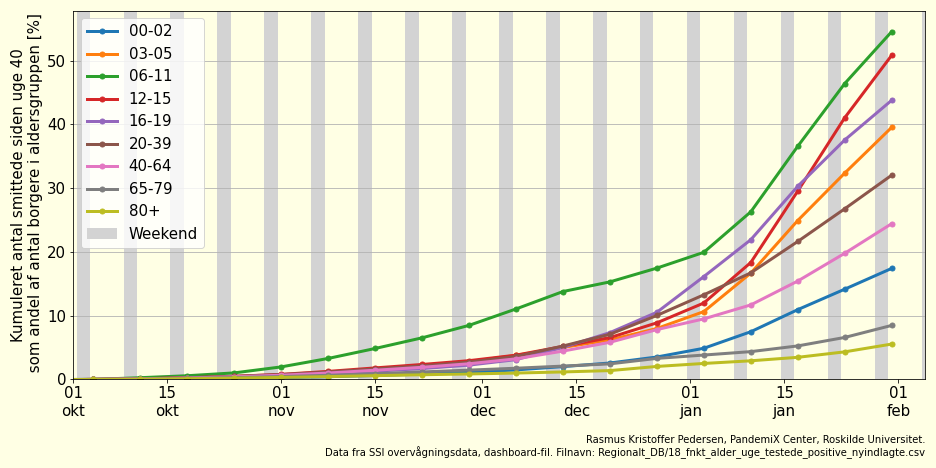 Kumuleret antal smittede siden uge 40
som andel af antal borgere i aldersgruppen [%]
50
40
30
20
10
0
00-02
03-05
06-11
12-15
16-19
20-39
40-64
65-79
80+
Weekend
01 okt
15 okt
01 nov
15 nov
01 dec
15 dec
01 jan
15 jan
01 feb
Rasmus Kristoffer Pedersen, PandemiX Center, Roskilde Universitet.
Data fra SSI overvågningsdata, dashboard-fil. Filnavn: Regionalt_DB/18_fnkt_alder_uge_testede_positive_nyindlagte.csv